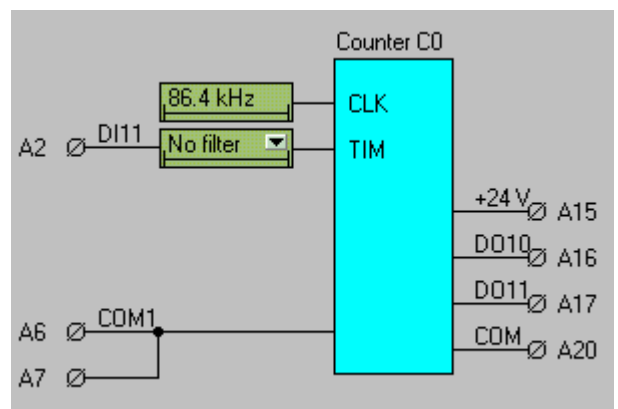 Counter C0
86.4 kHz
CLK
A2
DI11
No filter
TIM
+24 V
A15
DO10
A16
DO11
A17
A6
COM1
COM
A20
A7